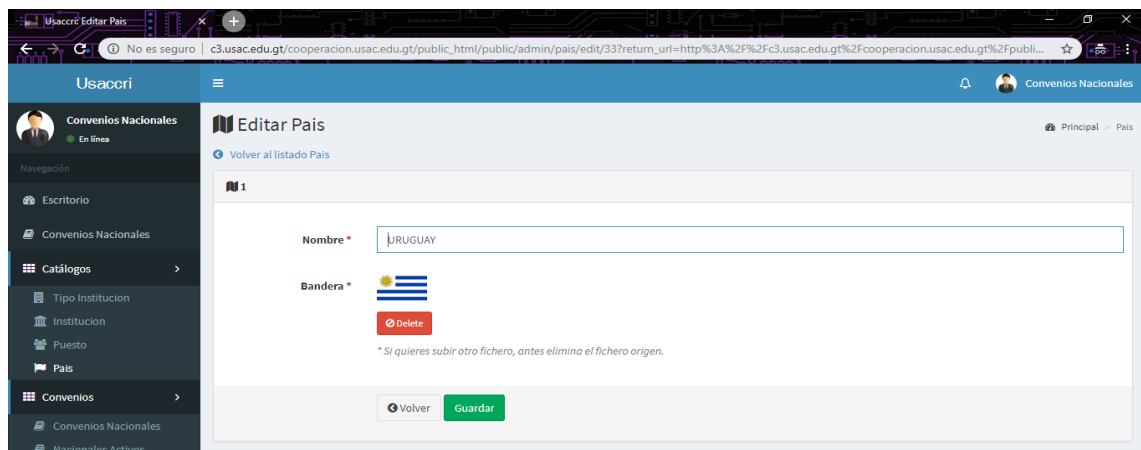 Usaccri: Editar Pais
No es seguro | c3.usac.edu.gt/cooperacion.usac.edu.gt/public_html/public/admin/pais/edit/33?return_url=http%3A%2F%2Fc3.usac.edu.gt%2Fcooperacion.usac.edu.gt%2Fpubli...
Usaccri
Convenios Nacionales
Convenios Nacionales
En línea
Editar Pais
Principal > Pais
Volver al listado Pais
Navegación
1
Escritorio
Convenios Nacionales
Nombre *
URUGUAY
Catálogos
Bandera *
Tipo Institucion
Institucion
Delete
Puesto
* Si quieres subir otro fichero, antes elimina el fichero origen.
Pais
Convenios
Volver
Guardar
Convenios Nacionales
Nacionales Activos